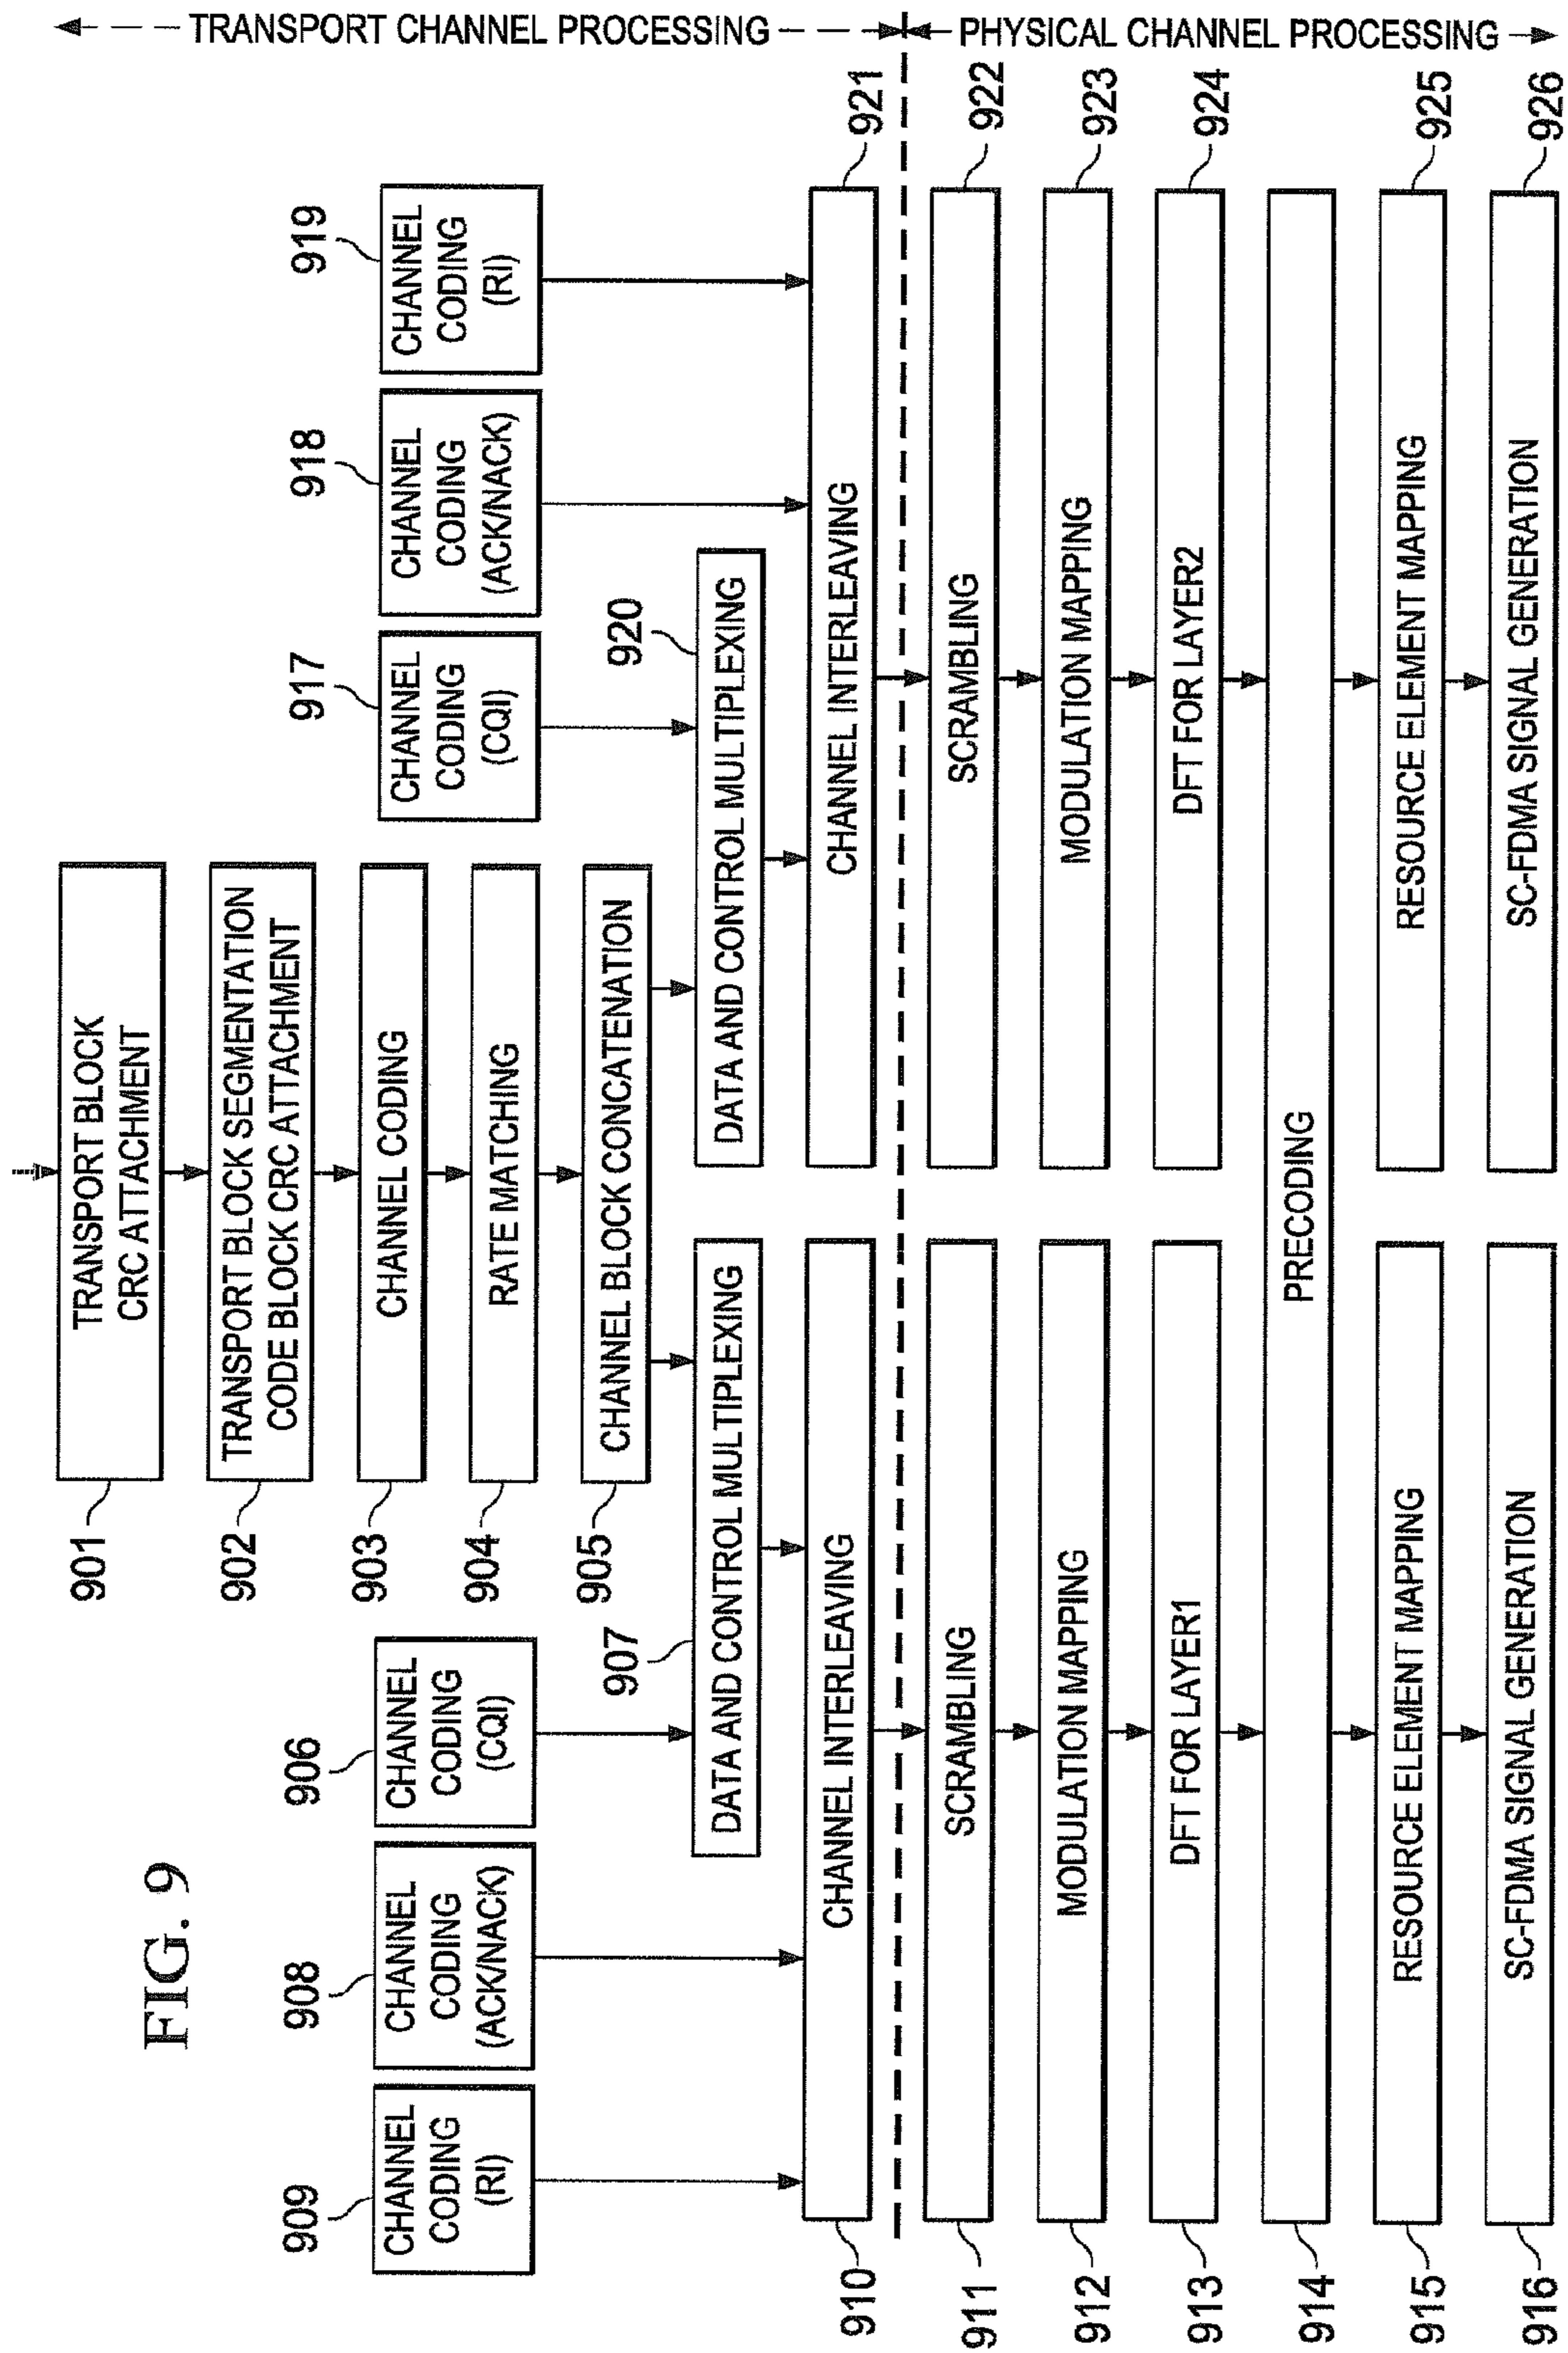 FIG. 9
TRANSPORT CHANNEL PROCESSING
PHYSICAL CHANNEL PROCESSING
901
TRANSPORT BLOCK
CRC ATTACHMENT
902
TRANSPORT BLOCK SEGMENTATION
CODE BLOCK CRC ATTACHMENT
909
CHANNEL
CODING
(RI)
908
CHANNEL
CODING
(ACK/NACK)
906
CHANNEL
CODING
(CQI)
903
CHANNEL CODING
917
CHANNEL
CODING
(CQI)
918
CHANNEL
CODING
(ACK/NACK)
919
CHANNEL
CODING
(RI)
904
RATE MATCHING
905
CHANNEL BLOCK CONCATENATION
907
DATA AND CONTROL MULTIPLEXING
920
DATA AND CONTROL MULTIPLEXING
910
CHANNEL INTERLEAVING
CHANNEL INTERLEAVING
921
911
SCRAMBLING
SCRAMBLING
922
912
MODULATION MAPPING
MODULATION MAPPING
923
913
DFT FOR LAYER1
DFT FOR LAYER2
924
914
PRECODING
915
RESOURCE ELEMENT MAPPING
RESOURCE ELEMENT MAPPING
925
916
SC-FDMA SIGNAL GENERATION
SC-FDMA SIGNAL GENERATION
926